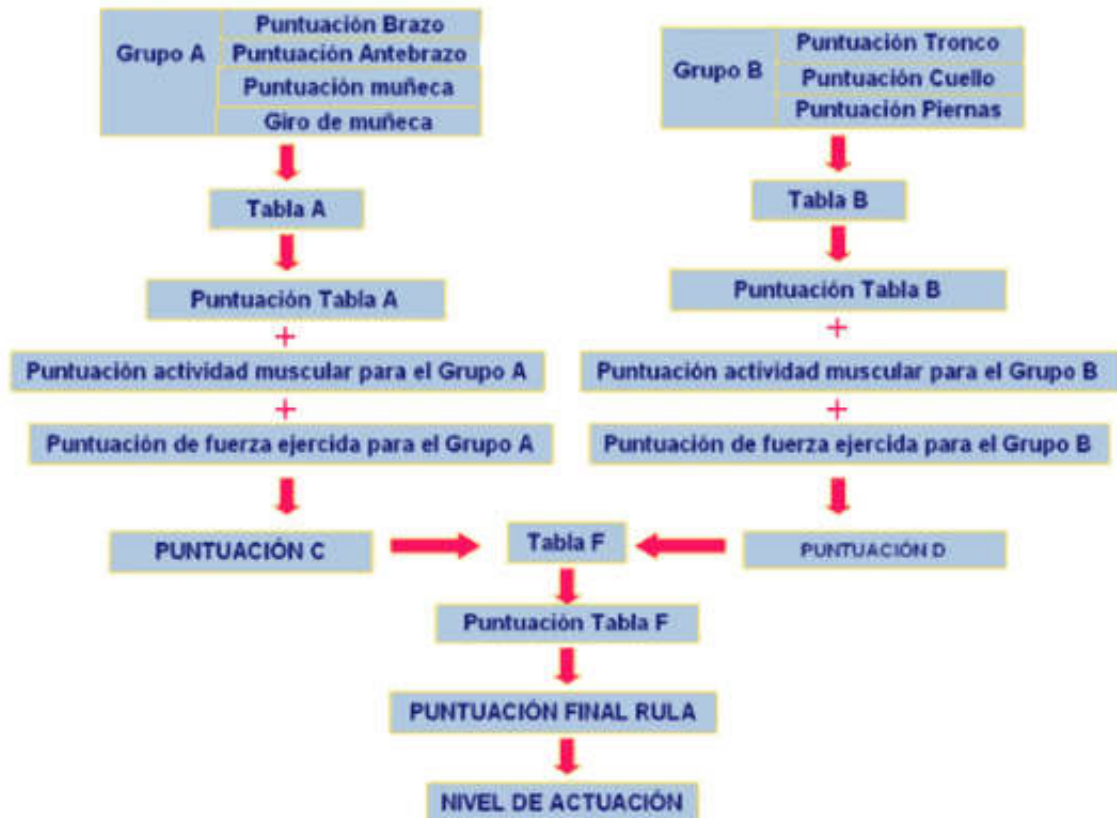 Grupo A
Puntuación Brazo
Puntuación Antebrazo
Puntuación muñeca
Giro de muñeca
Grupo B
Puntuación Tronco
Puntuación Cuello
Puntuación Piernas
Tabla A
Tabla B
Puntuación Tabla A
Puntuación Tabla B
+
+
Puntuación actividad muscular para el Grupo A
Puntuación actividad muscular para el Grupo B
+
+
Puntuación de fuerza ejercida para el Grupo A
Puntuación de fuerza ejercida para el Grupo B
PUNTUACIÓN C
Tabla F
PUNTUACIÓN D
Puntuación Tabla F
PUNTUACIÓN FINAL RULA
NIVEL DE ACTUACIÓN